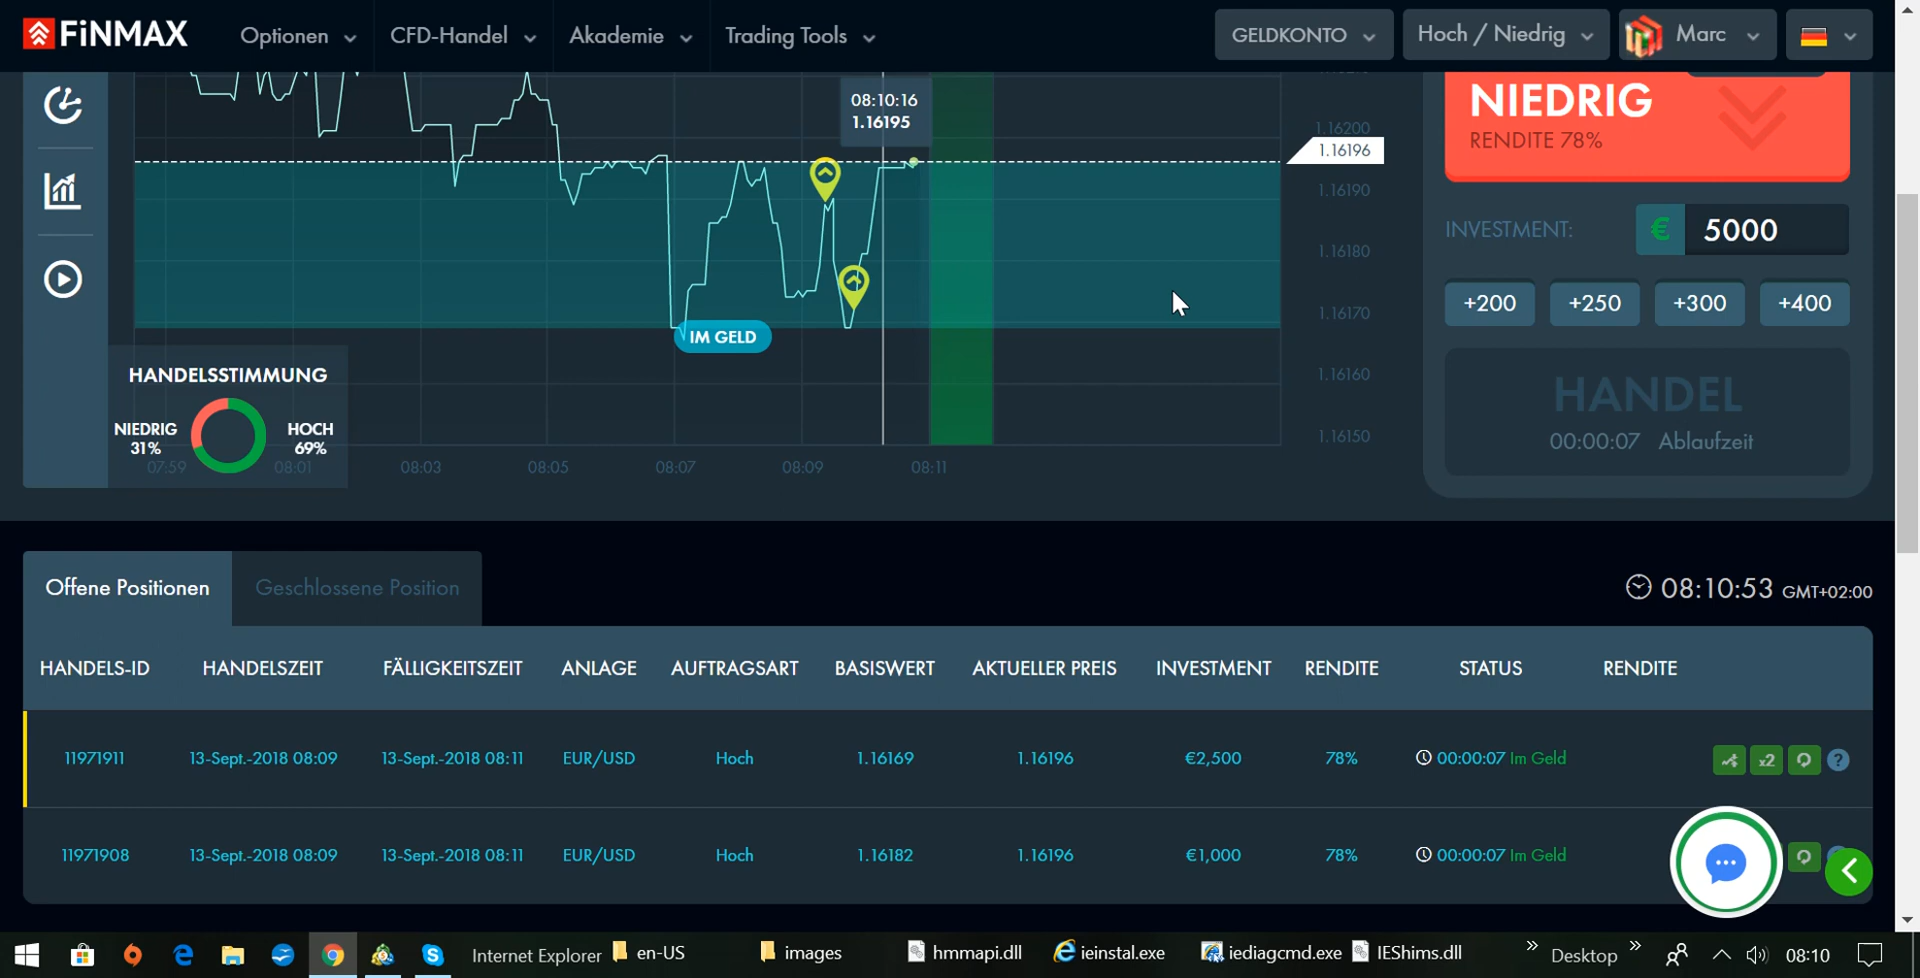 FiNMAX
Optionen
CFD-Handel
Akademie
Trading Tools
GELDKONTO
Hoch / Niedrig
Marc
08:10:16
1.16195
1.16200
1.16196
1.16190
1.16180
1.16170
1.16160
1.16150
IM GELD
HANDELSSTIMMUNG
NIEDRIG
31%
HOCH
69%
07:59
08:01
08:03
08:05
08:07
08:09
08:11
NIEDRIG
RENDITE 78%
INVESTMENT:
€
5000
+200
+250
+300
+400
HANDEL
00:00:07 Ablaufzeit
Offene Positionen
Geschlossene Position
08:10:53 GMT+02:00
HANDELS-ID HANDELSZEIT FÄLLIGKEITSZEIT ANLAGE AUFTRAGSART BASISWERT AKTUELLER PREIS INVESTMENT RENDITE STATUS RENDITE
11971911 13-Sept.-2018 08:09 13-Sept.-2018 08:11 EUR/USD Hoch 1.16169 1.16196 €2,500 78% 00:00:07 Im Geld x2 ?
11971908 13-Sept.-2018 08:09 13-Sept.-2018 08:11 EUR/USD Hoch 1.16182 1.16196 €1,000 78% 00:00:07 Im Geld
Internet Explorer
en-US
images
hmmapi.dll
ieinstal.exe
iediagcmd.exe
IEShims.dll
Desktop
08:10